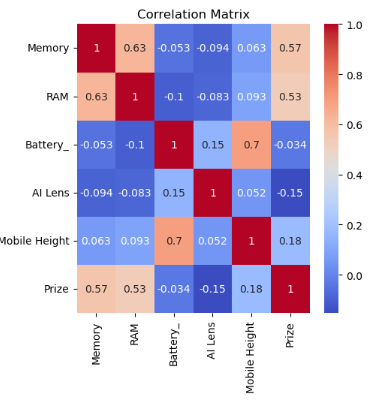 Correlation Matrix
Memory 1 0.63 -0.053 -0.094 0.063 0.57
RAM 0.63 1 -0.1 -0.083 0.093 0.53
Battery_ -0.053 -0.1 1 0.15 0.7 -0.034
AI Lens -0.094 -0.083 0.15 1 0.052 -0.15
Mobile Height 0.063 0.093 0.7 0.052 1 0.18
Prize 0.57 0.53 -0.034 -0.15 0.18 1
Memory RAM Battery_ AI Lens Mobile Height Prize
1.0
0.8
0.6
0.4
0.2
0.0